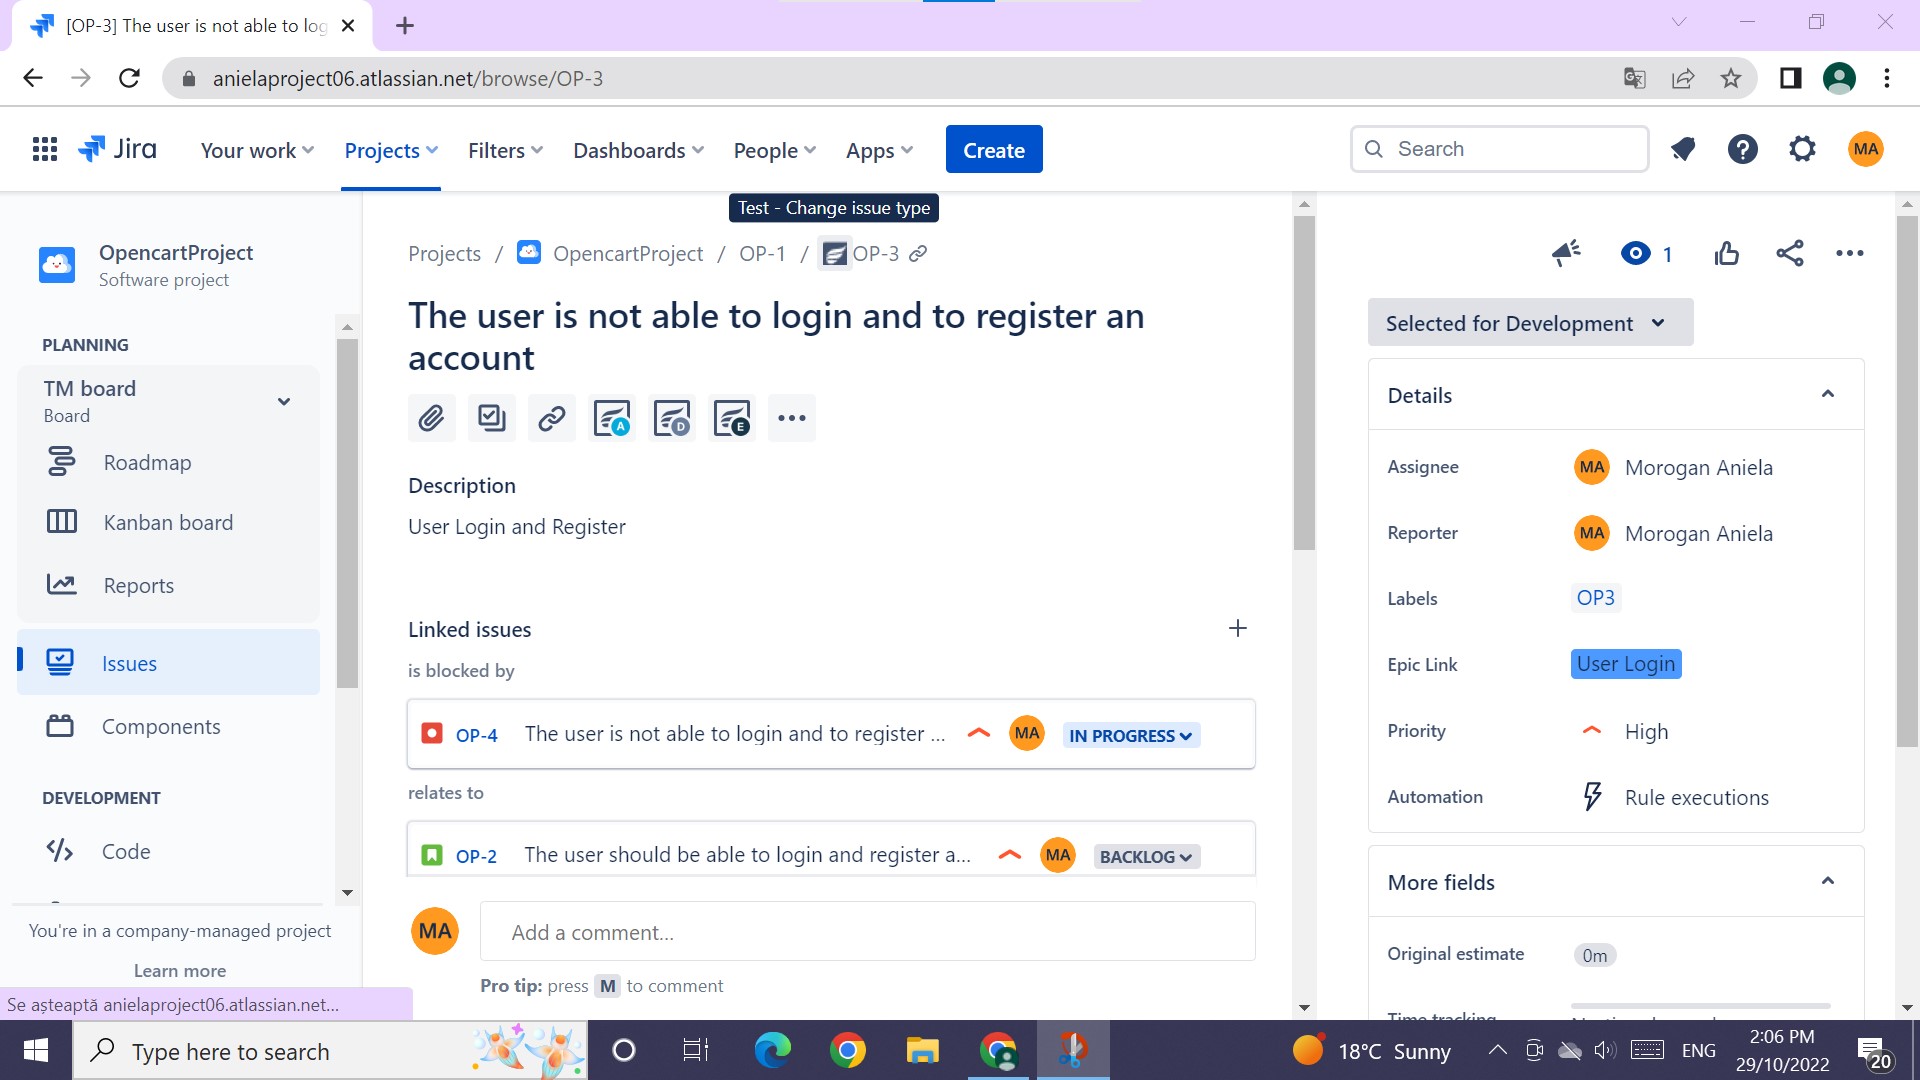 [OP-3] The user is not able to log
anielaproject06.atlassian.net/browse/OP-3
Jira
Your work
Projects
Filters
Dashboards
People
Apps
Create
Search
MA
Test - Change issue type
OpencartProject
Software project
PLANNING
TM board
Board
Roadmap
Kanban board
Reports
Issues
Components
DEVELOPMENT
Code
You're in a company-managed project
Learn more
Se așteaptă anielaproject06.atlassian.net...
Projects / OpencartProject / OP-1 / OP-3
The user is not able to login and to register an
account
A
D
E
Description
User Login and Register
Linked issues
is blocked by
OP-4 The user is not able to login and to register ... MA IN PROGRESS
relates to
OP-2 The user should be able to login and register a... MA BACKLOG
MA
Add a comment...
Pro tip: press M to comment
1
Selected for Development
Details
Assignee MA Morogan Aniela
Reporter MA Morogan Aniela
Labels OP3
Epic Link User Login
Priority High
Automation Rule executions
More fields
Original estimate 0m
Time tracking
Type here to search
18°C Sunny
ENG
2:06 PM
29/10/2022
20